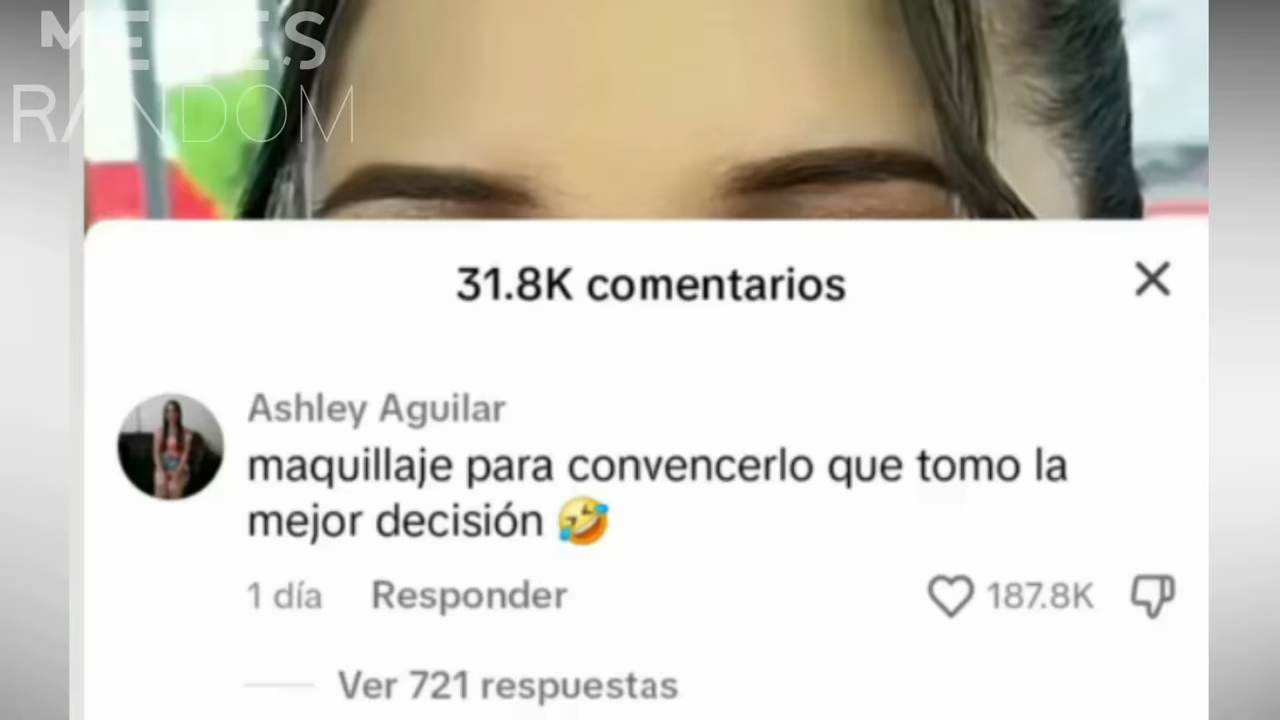 MEMES
RANDOM
31.8K comentarios
Ashley Aguilar
maquillaje para convencerlo que tomo la
mejor decisión 🤣
1 día Responder 187.8K
Ver 721 respuestas